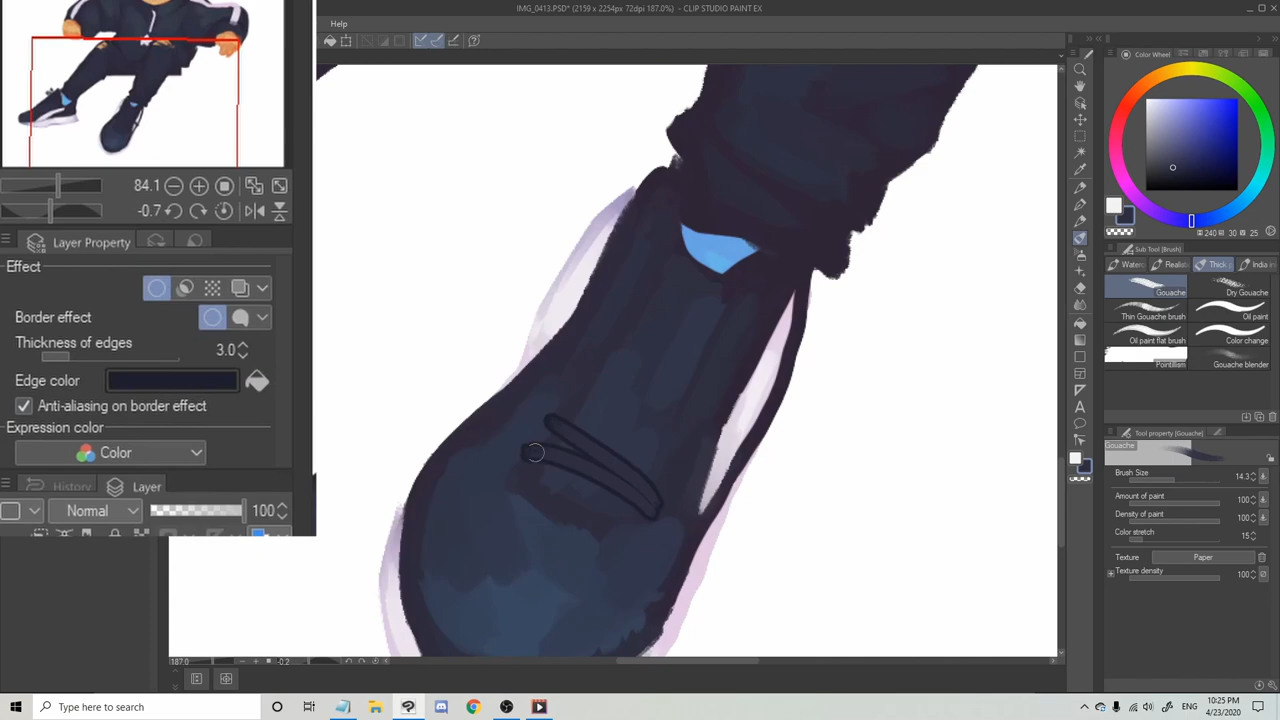 IMG_0413.PSD* (2159 x 2254px 72dpi 187.0%) - CLIP STUDIO PAINT EX
Help
84.1
-0.7
Layer Property
Effect
Border effect
Thickness of edges
3.0
Edge color
Anti-aliasing on border effect
Expression color
Color
History
Layer
Normal
100
187.0
-0.2
Color Wheel
240 30 25
Sub Tool [Brush]
Water
Realis
Thick
India in
Gouache
Dry Gouache
Thin Gouache brush
Oil paint
Oil paint flat brush
Color change
Pointillism
Gouache blender
Tool property [Gouache]
Gouache
Brush Size
14.3
Amount of paint
100
Density of paint
100
Color stretch
15
Texture
Paper
Texture density
100
Type here to search
ENG
10:25 PM
4/23/2020